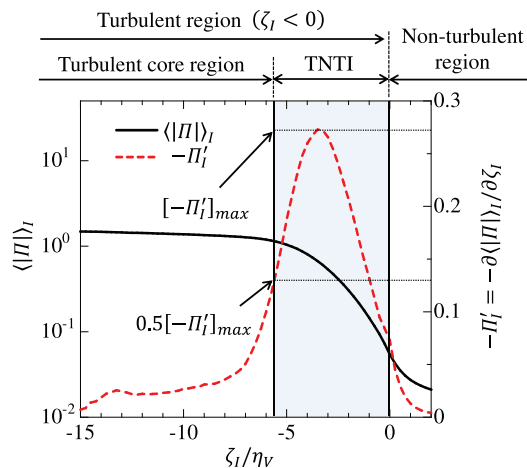 Turbulent region (ζ_I < 0)
Turbulent core region
TNTI
Non-turbulent
region
⟨|Π|⟩_I
−Π′_I
[−Π′_I]_max
0.5[−Π′_I]_max
10^1
10^0
10^-1
10^-2
⟨|Π|⟩_I
0.3
0.2
0.1
0
−Π′_I = −∂⟨|Π|⟩_I/∂ζ_I
-15
-10
-5
0
ζ_I/η_V